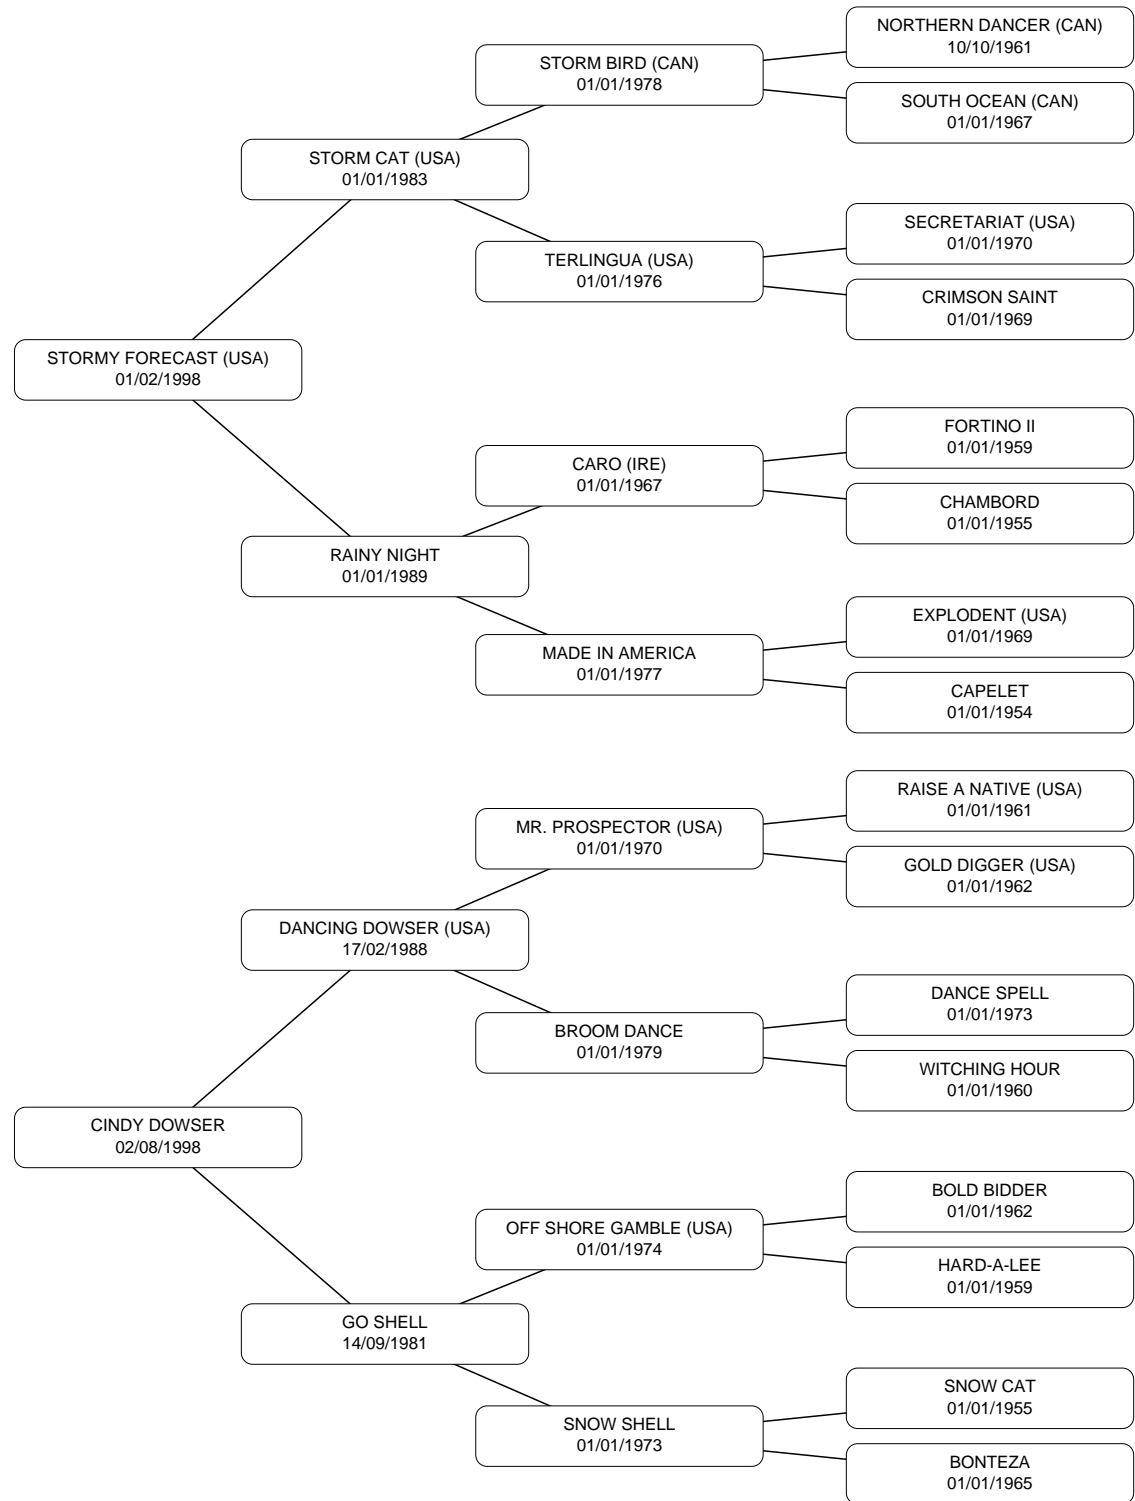 NORTHERN DANCER (CAN)
10/10/1961
STORM BIRD (CAN)
01/01/1978
SOUTH OCEAN (CAN)
01/01/1967
STORM CAT (USA)
01/01/1983
SECRETARIAT (USA)
01/01/1970
TERLINGUA (USA)
01/01/1976
CRIMSON SAINT
01/01/1969
STORMY FORECAST (USA)
01/02/1998
FORTINO II
01/01/1959
CARO (IRE)
01/01/1967
CHAMBORD
01/01/1955
RAINY NIGHT
01/01/1989
EXPLODENT (USA)
01/01/1969
MADE IN AMERICA
01/01/1977
CAPELET
01/01/1954
RAISE A NATIVE (USA)
01/01/1961
MR. PROSPECTOR (USA)
01/01/1970
GOLD DIGGER (USA)
01/01/1962
DANCING DOWSER (USA)
17/02/1988
DANCE SPELL
01/01/1973
BROOM DANCE
01/01/1979
WITCHING HOUR
01/01/1960
CINDY DOWSER
02/08/1998
BOLD BIDDER
01/01/1962
OFF SHORE GAMBLE (USA)
01/01/1974
HARD-A-LEE
01/01/1959
GO SHELL
14/09/1981
SNOW CAT
01/01/1955
SNOW SHELL
01/01/1973
BONTEZA
01/01/1965